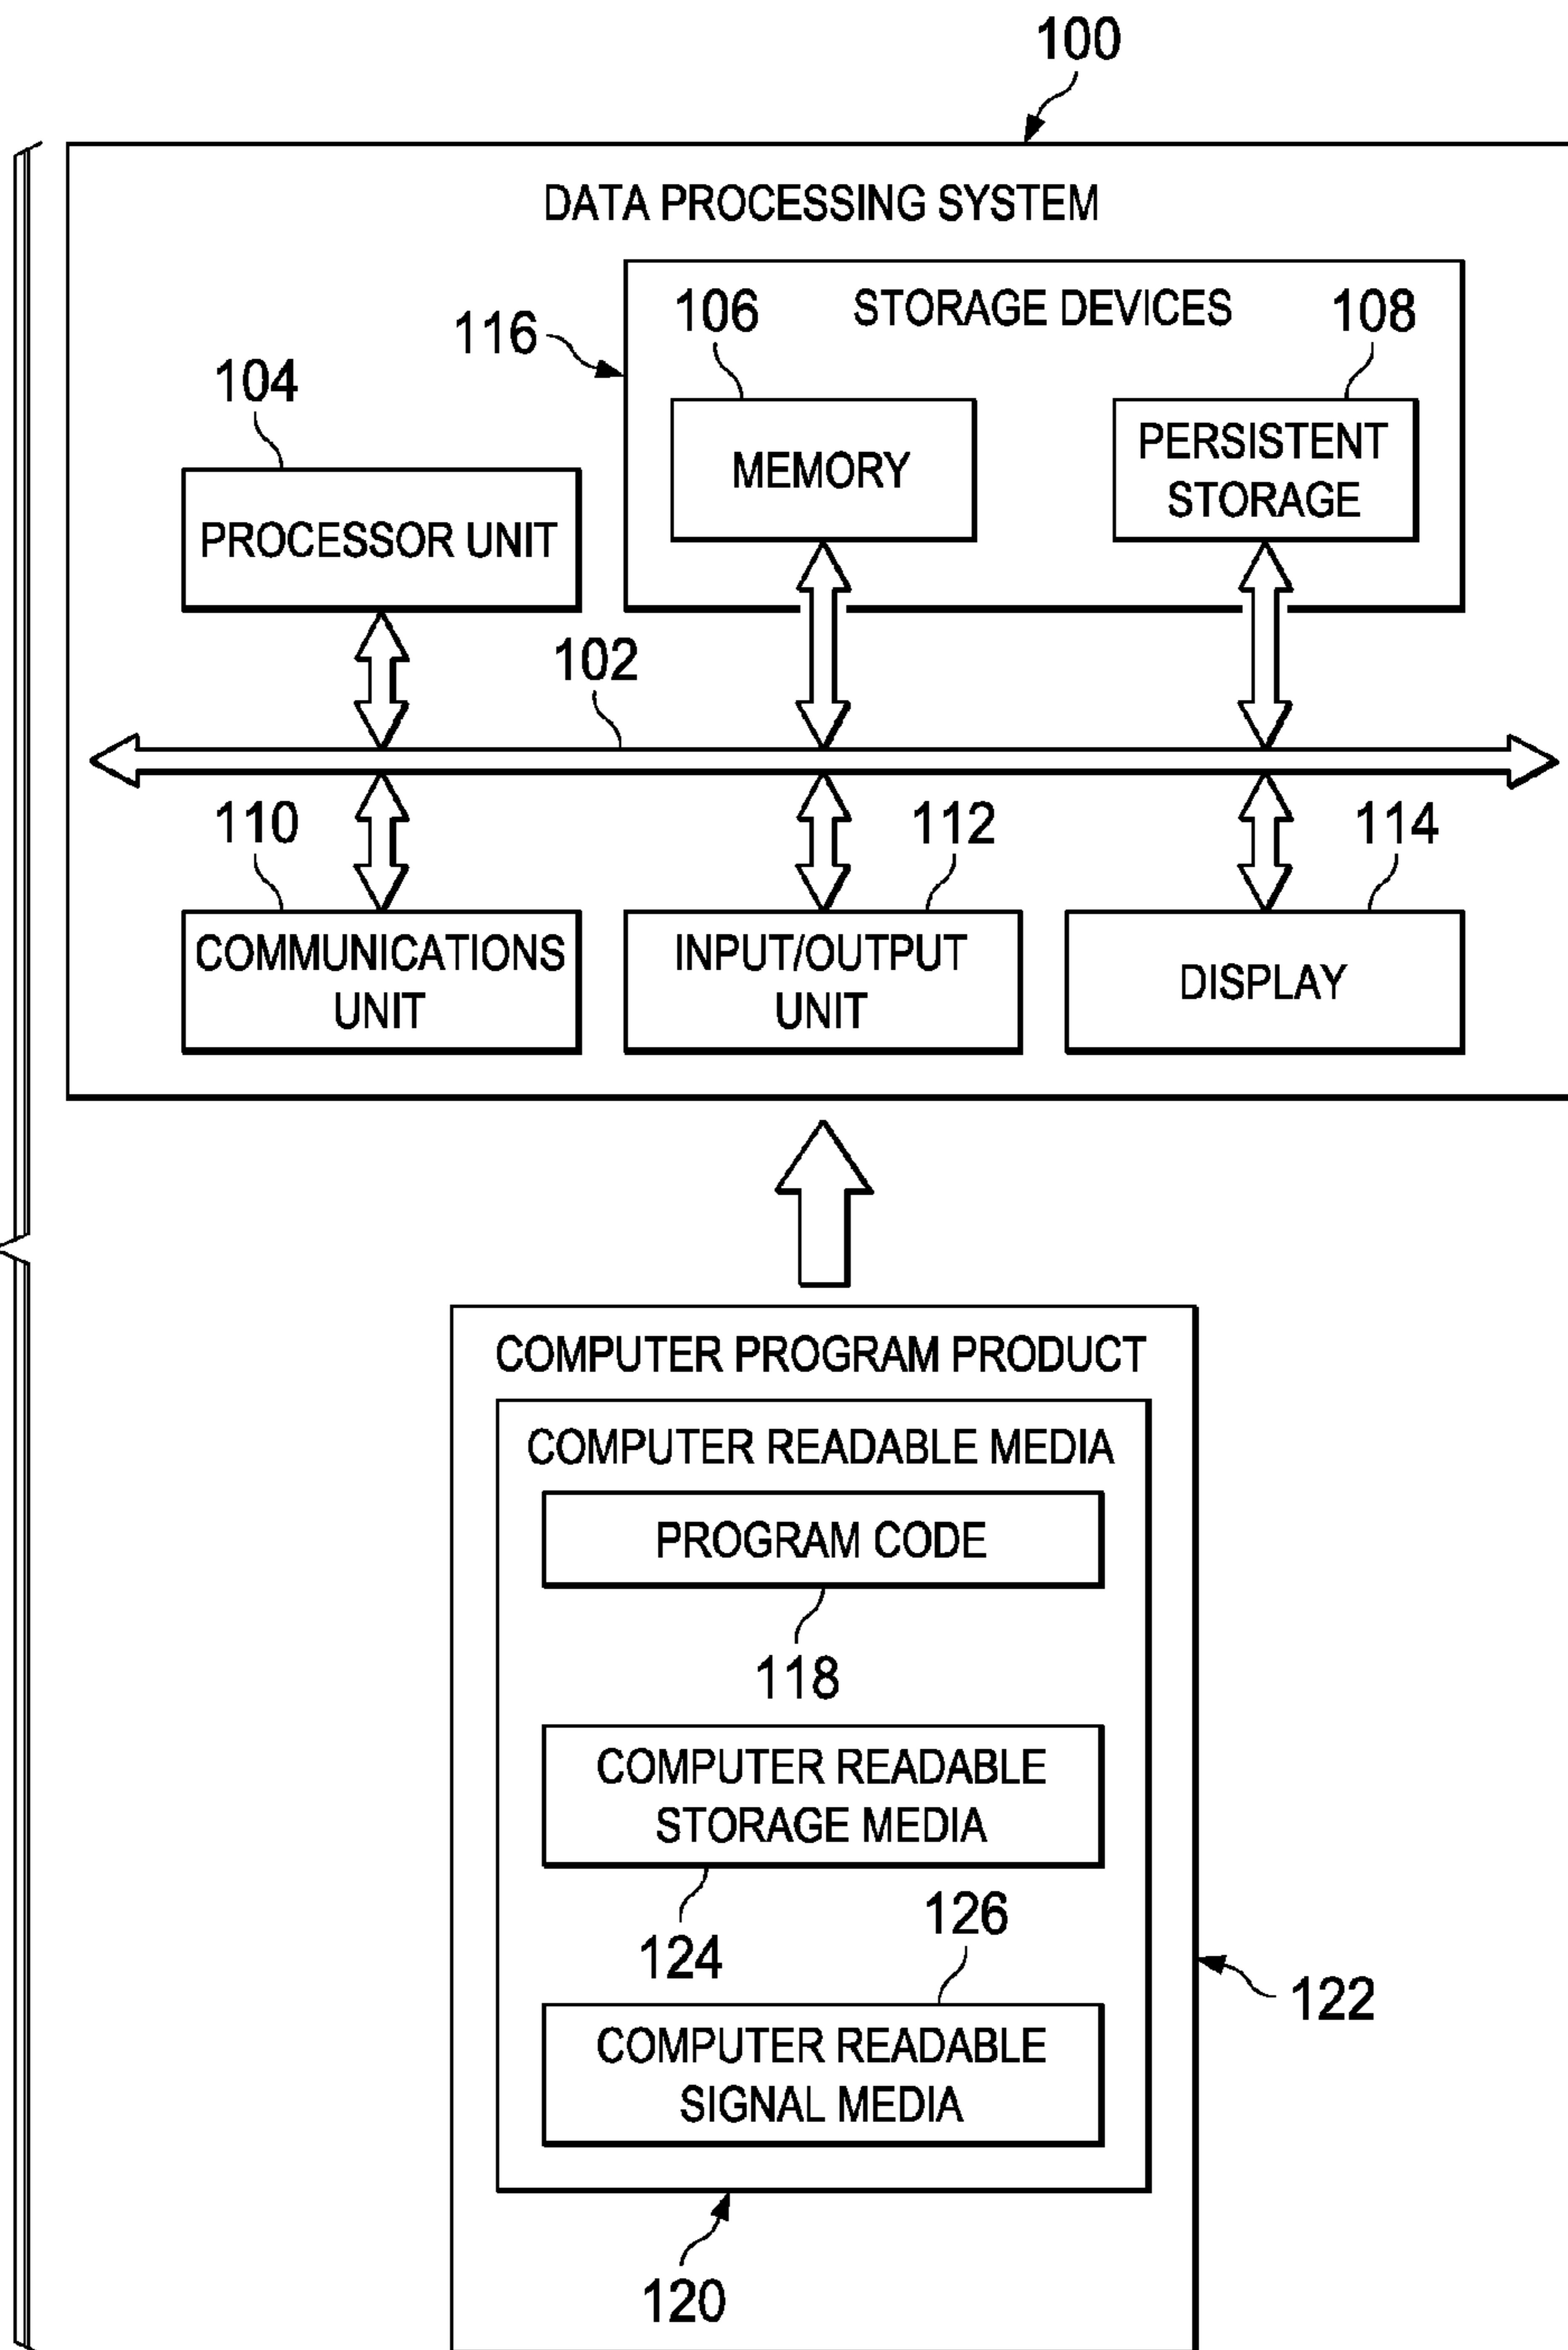 100
DATA PROCESSING SYSTEM
STORAGE DEVICES
116
106
108
104
MEMORY
PERSISTENT
STORAGE
PROCESSOR UNIT
102
110
112
114
COMMUNICATIONS
UNIT
INPUT/OUTPUT
UNIT
DISPLAY
COMPUTER PROGRAM PRODUCT
COMPUTER READABLE MEDIA
PROGRAM CODE
118
COMPUTER READABLE
STORAGE MEDIA
124
126
122
COMPUTER READABLE
SIGNAL MEDIA
120